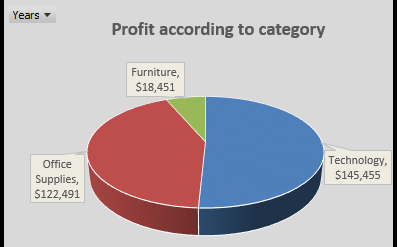 Years
Profit according to category
Furniture,
$18,451
Office
Supplies,
$122,491
Technology,
$145,455